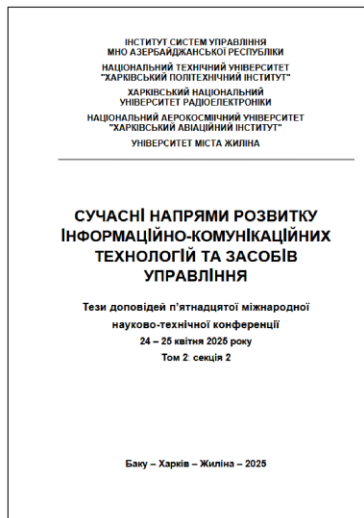 ІНСТИТУТ СИСТЕМ УПРАВЛІННЯ
МНО АЗЕРБАЙДЖАНСЬКОЇ РЕСПУБЛІКИ
НАЦІОНАЛЬНИЙ ТЕХНІЧНИЙ УНІВЕРСИТЕТ
"ХАРКІВСЬКИЙ ПОЛІТЕХНІЧНИЙ ІНСТИТУТ"
ХАРКІВСЬКИЙ НАЦІОНАЛЬНИЙ
УНІВЕРСИТЕТ РАДІОЕЛЕКТРОНІКИ
НАЦІОНАЛЬНИЙ АЕРОКОСМІЧНИЙ УНІВЕРСИТЕТ
"ХАРКІВСЬКИЙ АВІАЦІЙНИЙ ІНСТИТУТ"
УНІВЕРСИТЕТ МІСТА ЖИЛІНА
СУЧАСНІ НАПРЯМИ РОЗВИТКУ
ІНФОРМАЦІЙНО-КОМУНІКАЦІЙНИХ
ТЕХНОЛОГІЙ ТА ЗАСОБІВ
УПРАВЛІННЯ
Тези доповідей п'ятнадцятої міжнародної
науково-технічної конференції
24 – 25 квітня 2025 року
Том 2: секція 2
Баку – Харків – Жиліна – 2025